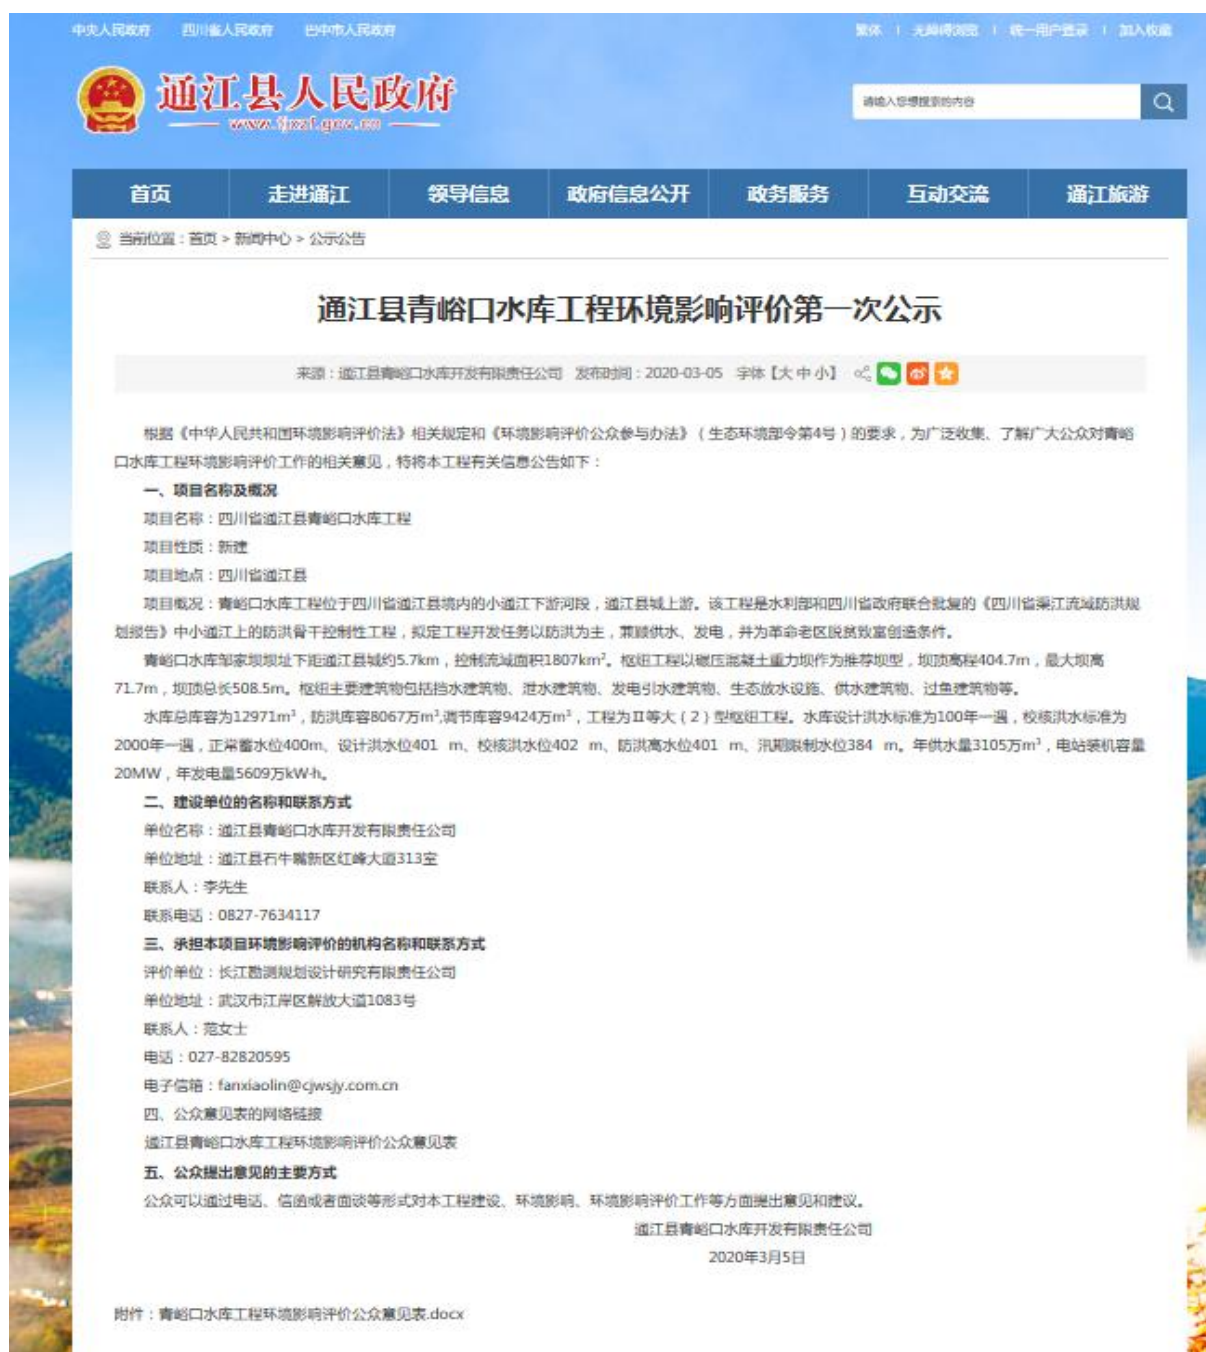 中央人民政府 四川省人民政府 巴中市人民政府 繁体 | 无障碍浏览 | 统一用户登录 | 加入收藏
通江县人民政府
www.tjxzf.gov.cn
请输入您想搜索的内容
首页 走进通江 领导信息 政府信息公开 政务服务 互动交流 通江旅游
当前位置：首页 > 新闻中心 > 公示公告
通江县青峪口水库工程环境影响评价第一次公示
来源：通江县青峪口水库开发有限责任公司 发布时间：2020-03-05 字体【大 中 小】
根据《中华人民共和国环境影响评价法》相关规定和《环境影响评价公众参与办法》（生态环境部令第4号）的要求，为广泛收集、了解广大公众对青峪
口水库工程环境影响评价工作的相关意见，特将本工程有关信息公告如下：
一、项目名称及概况
项目名称：四川省通江县青峪口水库工程
项目性质：新建
项目地点：四川省通江县
项目概况：青峪口水库工程位于四川省通江县境内的小通江下游河段，通江县城上游。该工程是水利部和四川省政府联合批复的《四川省渠江流域防洪规
划报告》中小通江上的防洪骨干控制性工程，拟定工程开发任务以防洪为主，兼顾供水、发电，并为革命老区脱贫致富创造条件。
青峪口水库邹家坝坝址下距通江县城约5.7km，控制流域面积1807km²。枢纽工程以碾压混凝土重力坝作为推荐坝型，坝顶高程404.7m，最大坝高
71.7m，坝顶总长508.5m。枢纽主要建筑物包括挡水建筑物、泄水建筑物、发电引水建筑物、生态放水设施、供水建筑物、过鱼建筑物等。
水库总库容为12971m³，防洪库容8067万m³,调节库容9424万m³，工程为Ⅱ等大（2）型枢纽工程。水库设计洪水标准为100年一遇，校核洪水标准为
2000年一遇，正常蓄水位400m、设计洪水位401 m、校核洪水位402 m、防洪高水位401 m、汛期限制水位384 m。年供水量3105万m³，电站装机容量
20MW，年发电量5609万kW·h。
二、建设单位的名称和联系方式
单位名称：通江县青峪口水库开发有限责任公司
单位地址：通江县石牛嘴新区红峰大道313室
联系人：李先生
联系电话：0827-7634117
三、承担本项目环境影响评价的机构名称和联系方式
评价单位：长江勘测规划设计研究有限责任公司
单位地址：武汉市江岸区解放大道1083号
联系人：范女士
电话：027-82820595
电子信箱：fanxiaolin@cjwsjy.com.cn
四、公众意见表的网络链接
通江县青峪口水库工程环境影响评价公众意见表
五、公众提出意见的主要方式
公众可以通过电话、信函或者面谈等形式对本工程建设、环境影响、环境影响评价工作等方面提出意见和建议。
通江县青峪口水库开发有限责任公司
2020年3月5日
附件：青峪口水库工程环境影响评价公众意见表.docx